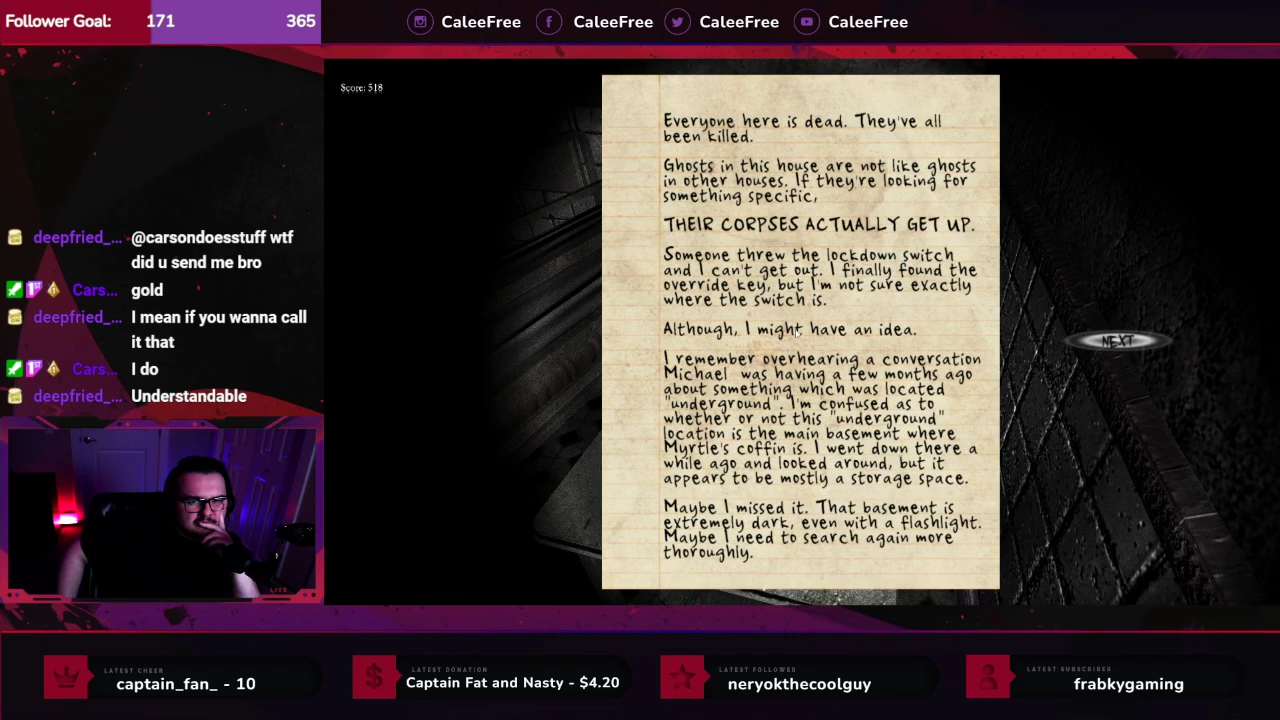 Follower Goal: 171 365
CaleeFree CaleeFree CaleeFree CaleeFree
Score: 518
Everyone here is dead. They've all
been killed.
Ghosts in this house are not like ghosts
in other houses. If they're looking for
something specific,
THEIR CORPSES ACTUALLY GET UP.
Someone threw the lockdown switch
and I can't get out. I finally found the
override key, but I'm not sure exactly
where the switch is.
Although, I might have an idea.
I remember overhearing a conversation
Michael was having a few months ago
about something which was located
"underground". I'm confused as to
whether or not this "underground"
location is the main basement where
Myrtle's coffin is. I went down there a
while ago and looked around, but it
appears to be mostly a storage space.
Maybe I missed it. That basement is
extremely dark, even with a flashlight.
Maybe I need to search again more
thoroughly.
NEXT
deepfried_... @carsondoesstuff wtf
did u send me bro
Cars... gold
deepfried_... I mean if you wanna call
it that
Cars... I do
deepfried_... Understandable
LIVE
LATEST CHEER
captain_fan_ - 10
LATEST DONATION
Captain Fat and Nasty - $4.20
LATEST FOLLOWER
neryokthecoolguy
LATEST SUBSCRIBER
frabkygaming